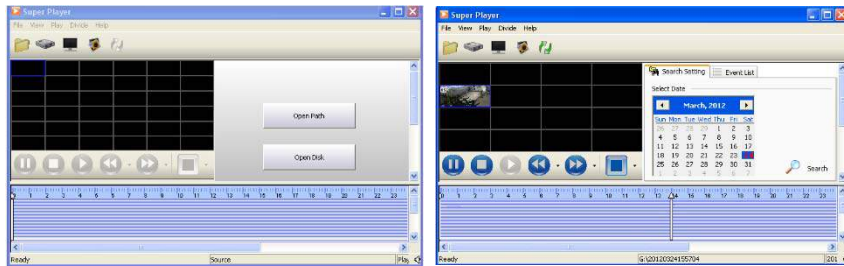 Super Player
File View Play Divide Help
Open Path
Open Disk
0 1 2 3 4 5 6 7 8 9 10 11 12 13 14 15 16 17 18 19 20 21 22 23
Ready Source Play
Super Player
File View Play Divide Help
Search Setting Event List
Select Date
March, 2012
Sun Mon Tue Wed Thu Fri Sat
26 27 28 29 1 2 3
4 5 6 7 8 9 10
11 12 13 14 15 16 17
18 19 20 21 22 23
25 26 27 28 29 30 31
1 2 3 4 5 6 7
Search
0 1 2 3 4 5 6 7 8 9 10 11 12 13 14 15 16 17 18 19 20 21 22 23
Ready G:\20120324155704 201